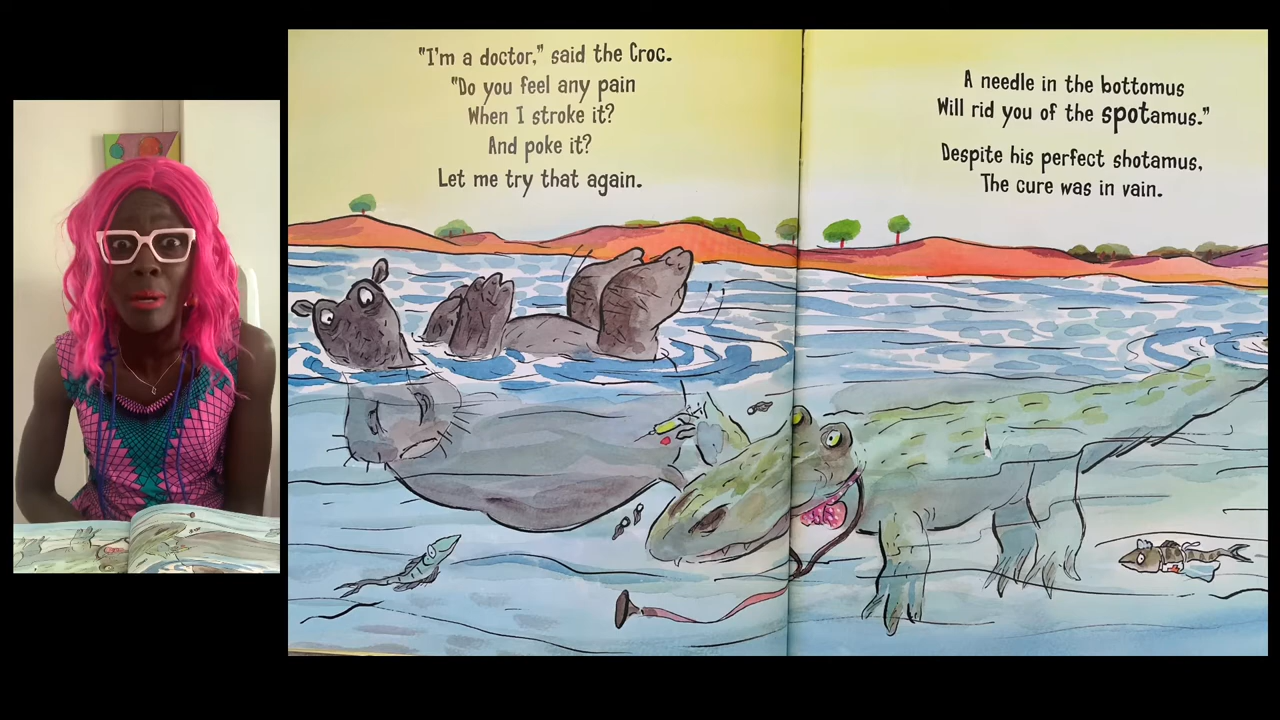 "I'm a doctor," said the Croc.
"Do you feel any pain
When I stroke it?
And poke it?
Let me try that again.
A needle in the bottomus
Will rid you of the spotamus."
Despite his perfect shotamus,
The cure was in vain.